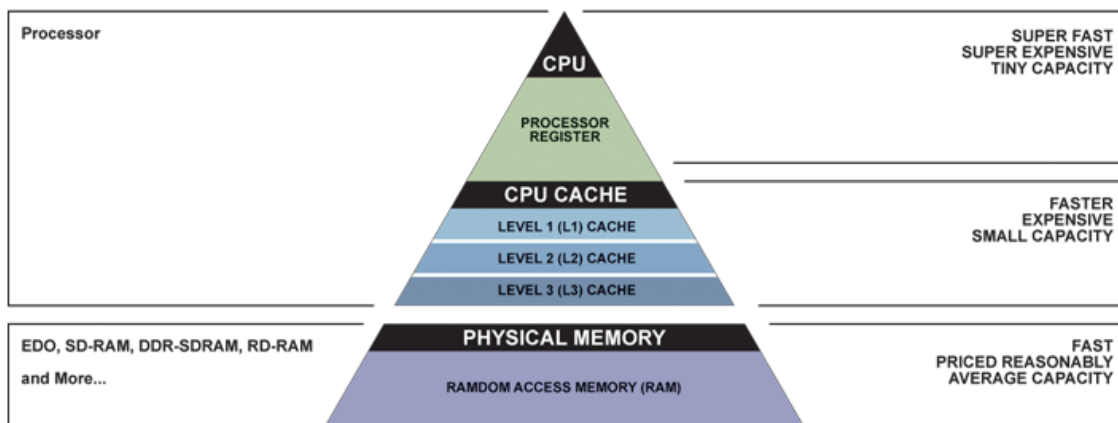 Processor
CPU
SUPER FAST
SUPER EXPENSIVE
TINY CAPACITY
PROCESSOR
REGISTER
CPU CACHE
LEVEL 1 (L1) CACHE
LEVEL 2 (L2) CACHE
LEVEL 3 (L3) CACHE
FASTER
EXPENSIVE
SMALL CAPACITY
EDO, SD-RAM, DDR-SDRAM, RD-RAM
and More...
PHYSICAL MEMORY
RAMDOM ACCESS MEMORY (RAM)
FAST
PRICED REASONABLY
AVERAGE CAPACITY